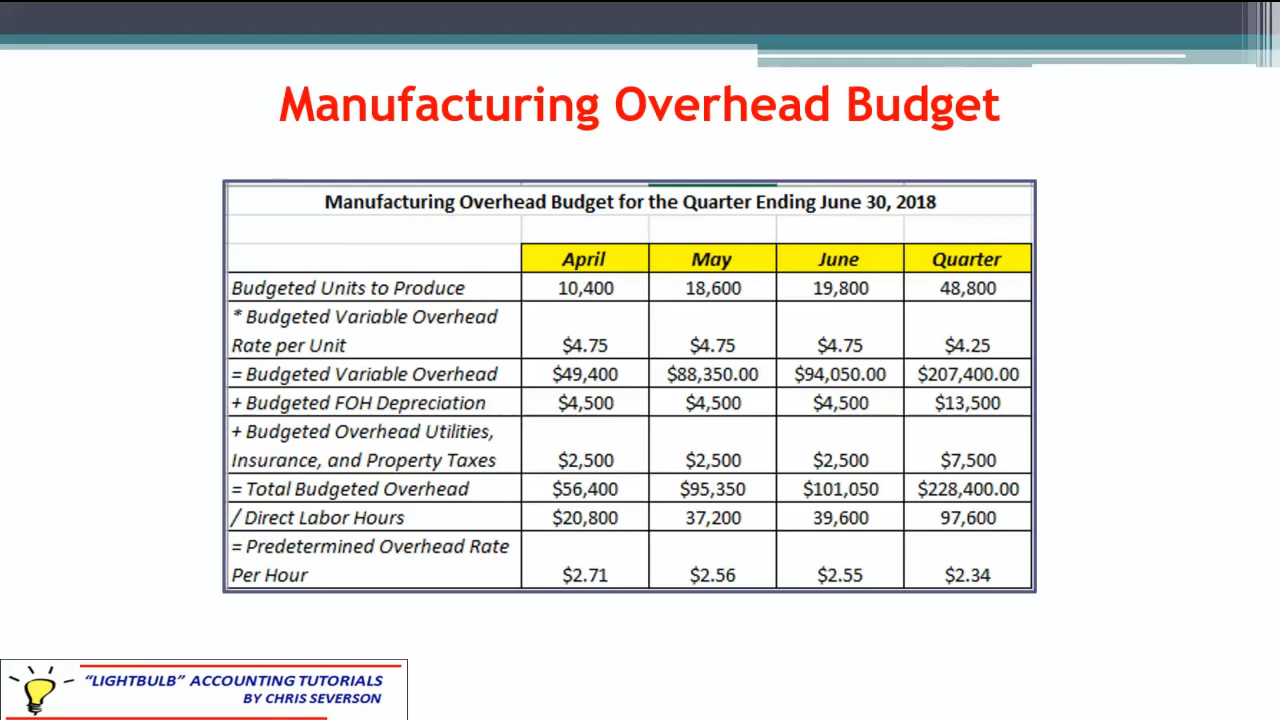 Manufacturing Overhead Budget
Manufacturing Overhead Budget for the Quarter Ending June 30, 2018
April May June Quarter
Budgeted Units to Produce 10,400 18,600 19,800 48,800
* Budgeted Variable Overhead
Rate per Unit $4.75 $4.75 $4.75 $4.25
= Budgeted Variable Overhead $49,400 $88,350.00 $94,050.00 $207,400.00
+ Budgeted FOH Depreciation $4,500 $4,500 $4,500 $13,500
+ Budgeted Overhead Utilities,
Insurance, and Property Taxes $2,500 $2,500 $2,500 $7,500
= Total Budgeted Overhead $56,400 $95,350 $101,050 $228,400.00
/ Direct Labor Hours $20,800 37,200 39,600 97,600
= Predetermined Overhead Rate
Per Hour $2.71 $2.56 $2.55 $2.34
“LIGHTBULB” ACCOUNTING TUTORIALS
BY CHRIS SEVERSON